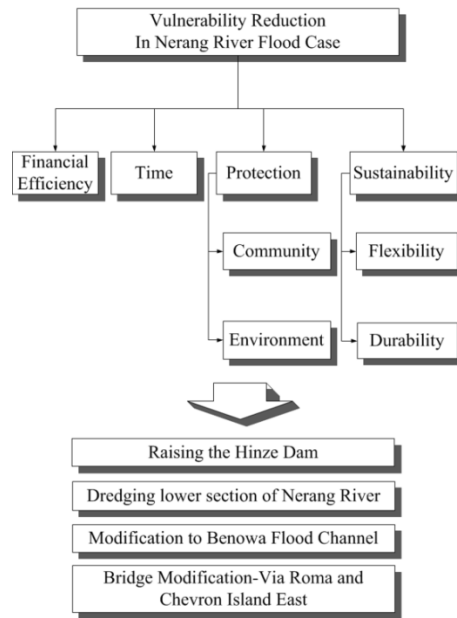 Vulnerability Reduction
In Nerang River Flood Case
Financial
Efficiency
Time
Protection
Sustainability
Community
Flexibility
Environment
Durability
Raising the Hinze Dam
Dredging lower section of Nerang River
Modification to Benowa Flood Channel
Bridge Modification-Via Roma and
Chevron Island East